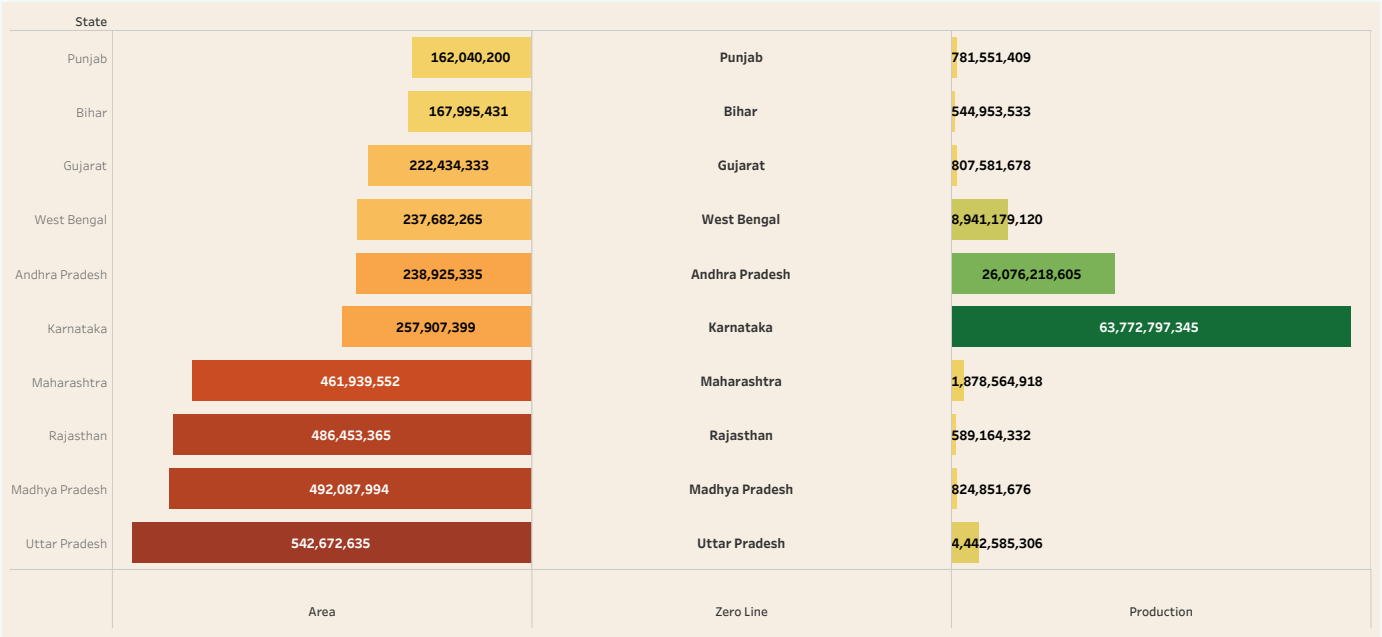 State
Punjab 162,040,200 Punjab 781,551,409
Bihar 167,995,431 Bihar 544,953,533
Gujarat 222,434,333 Gujarat 807,581,678
West Bengal 237,682,265 West Bengal 8,941,179,120
Andhra Pradesh 238,925,335 Andhra Pradesh 26,076,218,605
Karnataka 257,907,399 Karnataka 63,772,797,345
Maharashtra 461,939,552 Maharashtra 1,878,564,918
Rajasthan 486,453,365 Rajasthan 589,164,332
Madhya Pradesh 492,087,994 Madhya Pradesh 824,851,676
Uttar Pradesh 542,672,635 Uttar Pradesh 4,442,585,306
Area Zero Line Production